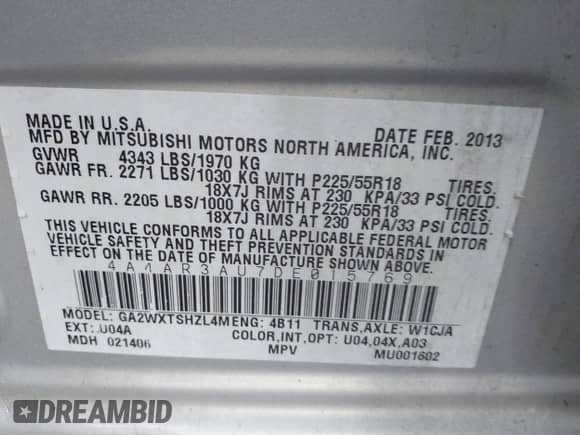 MADE IN U.S.A. DATE FEB. 2013
MFD BY MITSUBISHI MOTORS NORTH AMERICA, INC.
GVWR 4343 LBS/1970 KG
GAWR FR. 2271 LBS/1030 KG WITH P225/55R18 TIRES.
18X7J RIMS AT 230 KPA/33 PSI COLD.
GAWR RR. 2205 LBS/1000 KG WITH P225/55R18 TIRES.
18X7J RIMS AT 230 KPA/33 PSI COLD.
THIS VEHICLE CONFORMS TO ALL APPLICABLE FEDERAL MOTOR
VEHICLE SAFETY AND THEFT PREVENTION STANDARDS IN
EFFECT ON THE DATE OF MANUFACTURE SHOWN ABOVE.
4A4AR3AU7DE015769
MODEL: GA2WXTSHZL4M ENG: 4B11 TRANS,AXLE: W1CJA
EXT: U04A COLOR,INT,OPT: U04,04X,A03
MDH 021406 MPV MU001602
DREAMBID